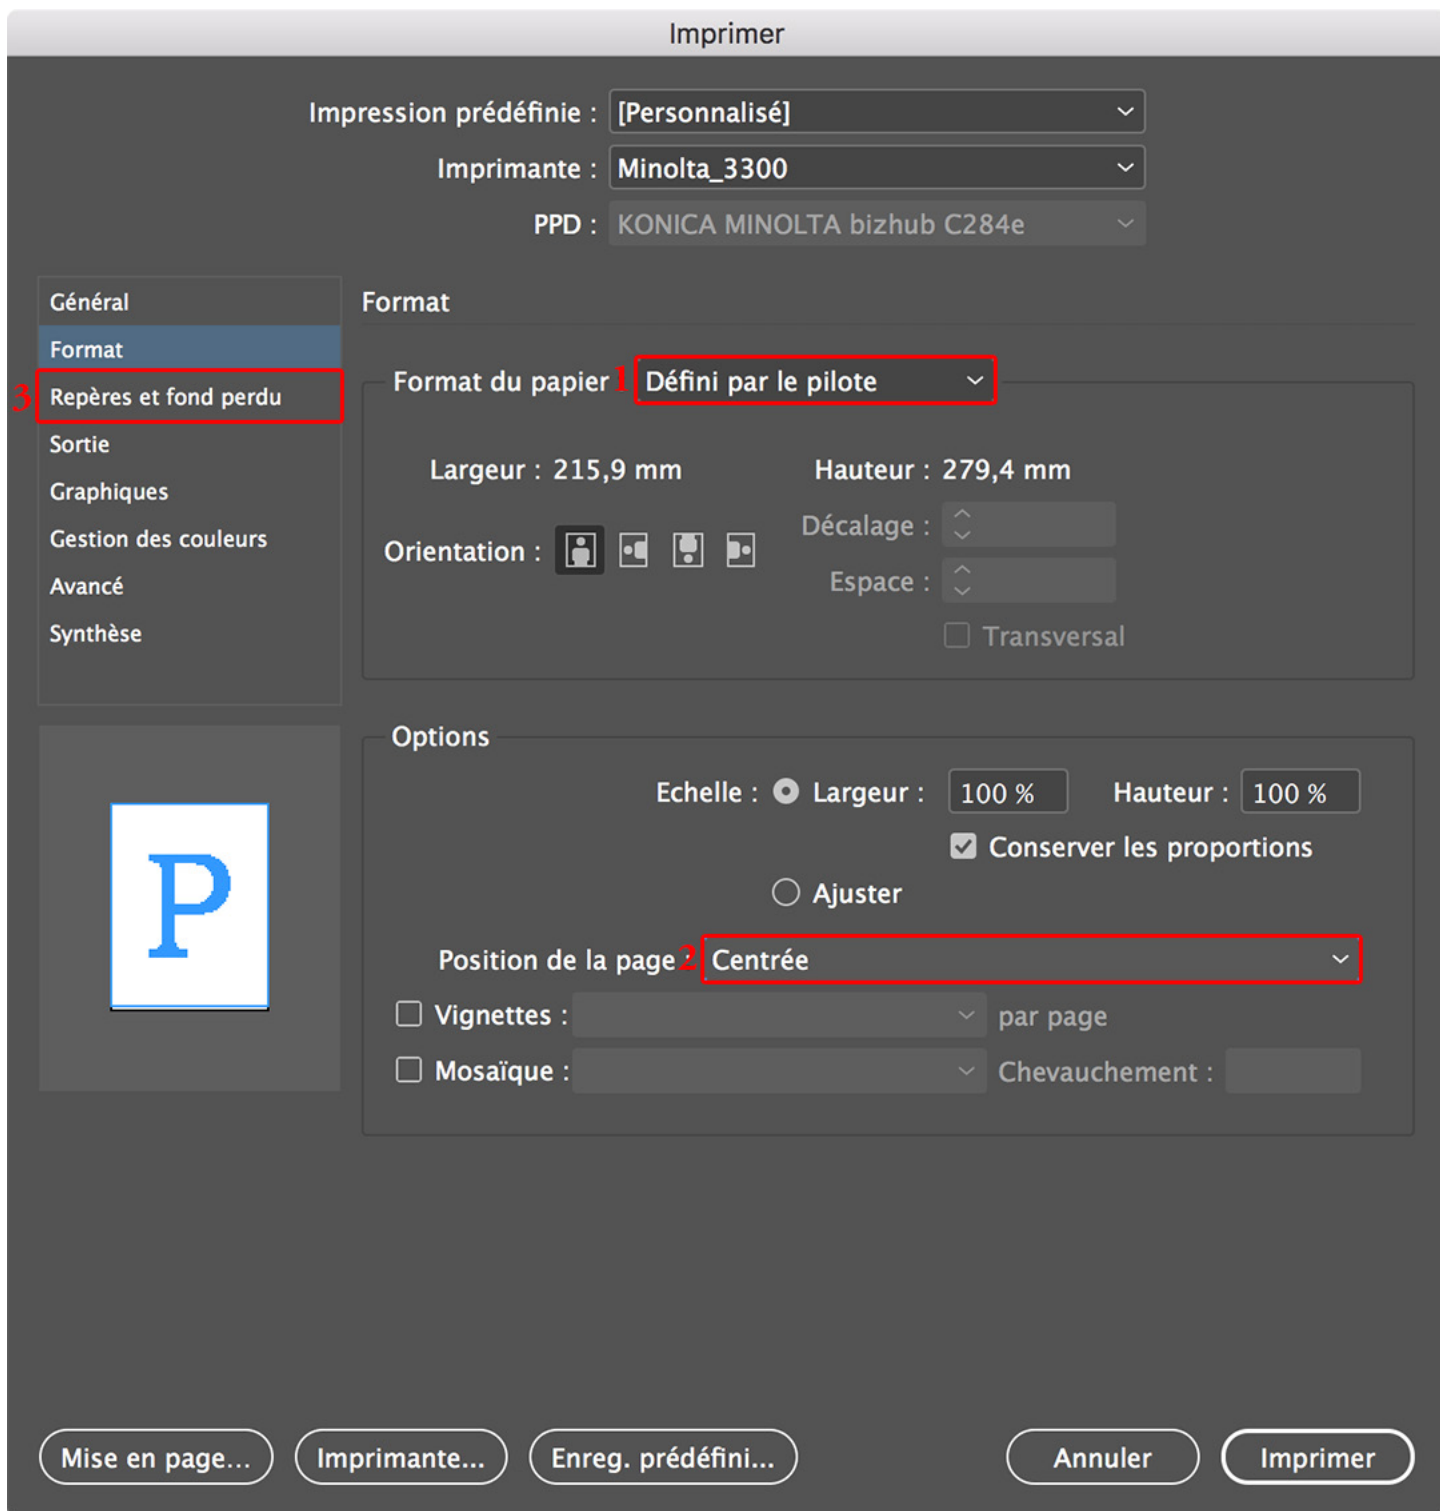 Imprimer
Impression prédéfinie : [Personnalisé]
Imprimante : Minolta_3300
PPD : KONICA MINOLTA bizhub C284e
Général
Format
3 Repères et fond perdu
Sortie
Graphiques
Gestion des couleurs
Avancé
Synthèse
Format
Format du papier 1 Défini par le pilote
Largeur : 215,9 mm Hauteur : 279,4 mm
Orientation :
Décalage :
Espace :
Transversal
P
Options
Echelle : Largeur : 100 % Hauteur : 100 %
Conserver les proportions
Ajuster
Position de la page : 2 Centrée
Vignettes : par page
Mosaïque : Chevauchement :
Mise en page... Imprimante... Enreg. prédéfini... Annuler Imprimer